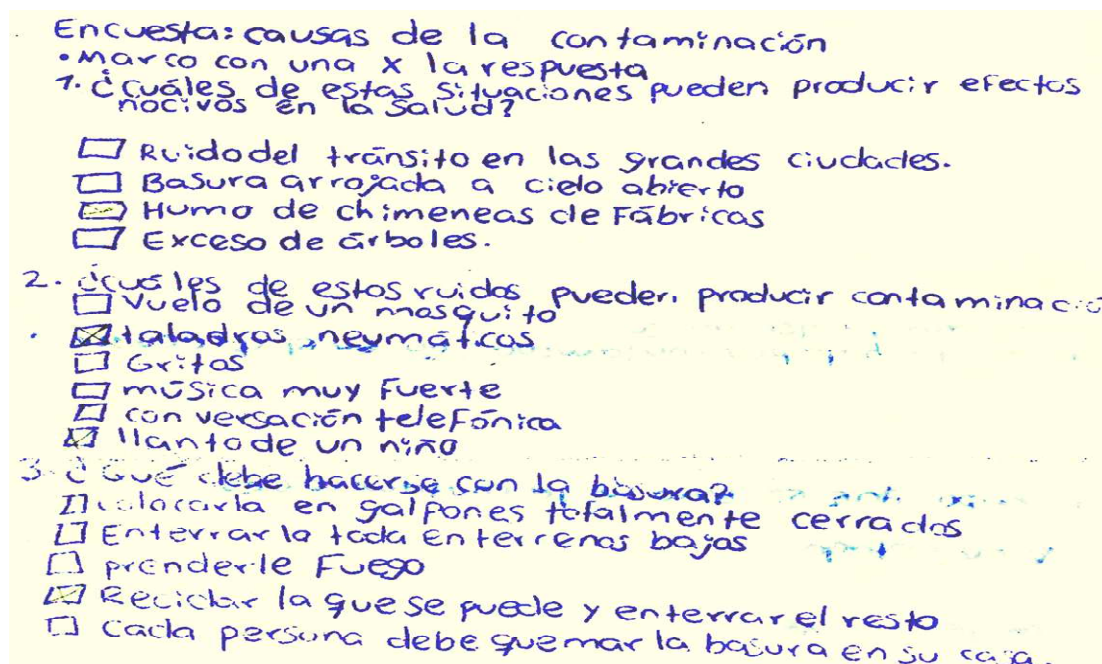 Encuesta: causas de la contaminación
• Marco con una x la respuesta
1. ¿cuáles de estas situaciones pueden producir efectos
nocivos en la salud?
Ruido del tránsito en las grandes ciudades.
Basura arrojada a cielo abierto
Humo de chimeneas de Fábricas
Exceso de árboles.
2. ¿cuáles de estos ruidos pueden producir contaminació
Vuelo de un mosquito
taladros neumáticos
Gritos
música muy Fuerte
conversación teleFónica
llanto de un niño
3. ¿Qué debe hacerse con la basura?
colocarla en galpones totalmente cerrados
Enterrarla toda en terrenos bajos
prenderle Fuego
Reciclar la que se puede y enterrar el resto
cada persona debe quemar la basura en su casa.